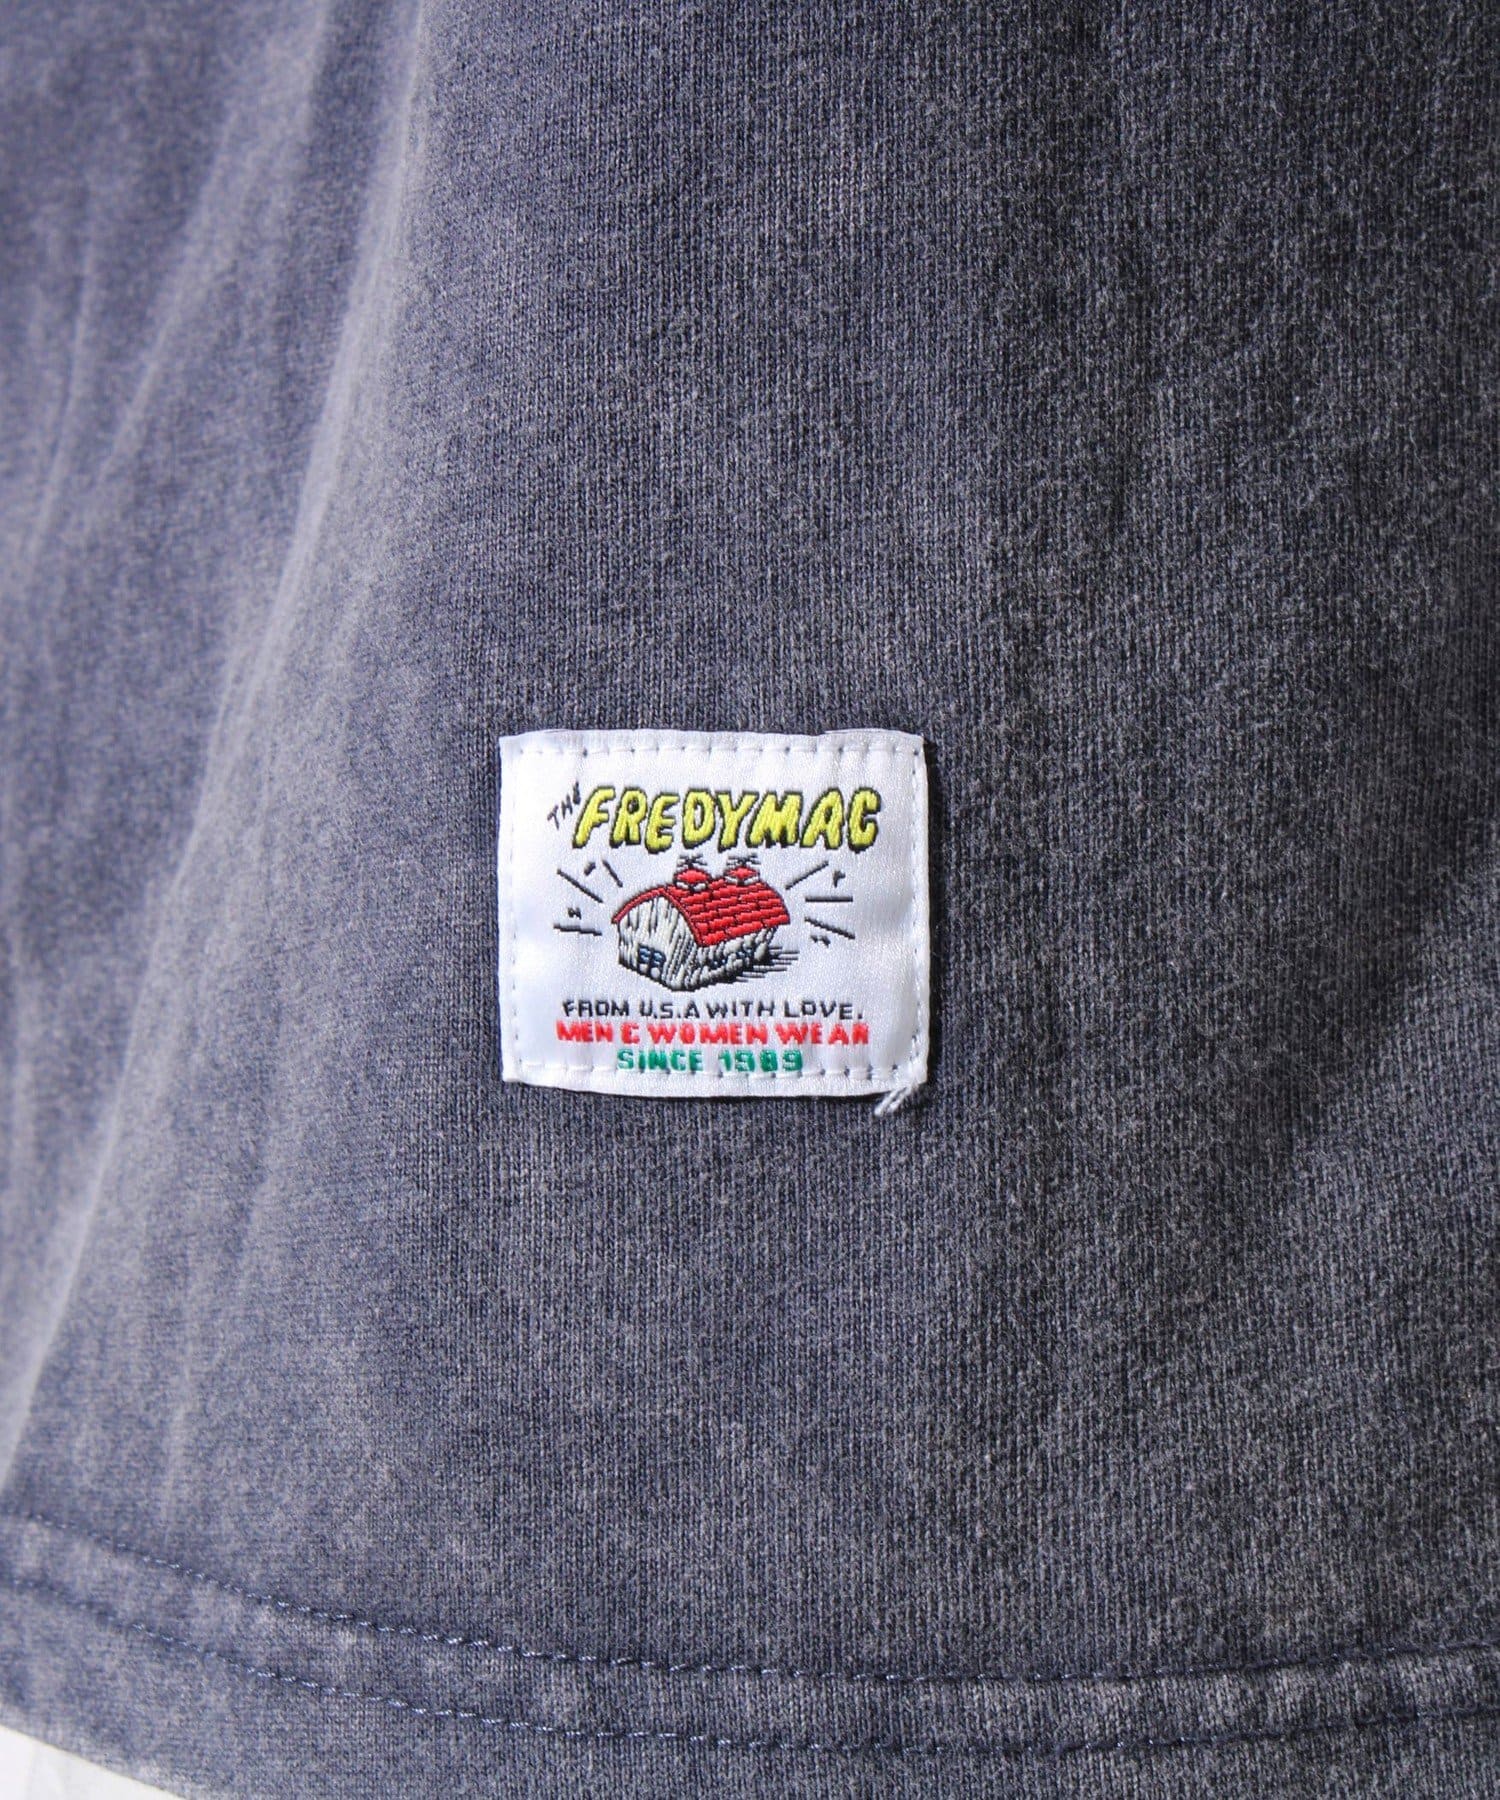 THE FREDYMAC
FROM U.S.A WITH LOVE.
MEN & WOMEN WEAR
SINCE 1989